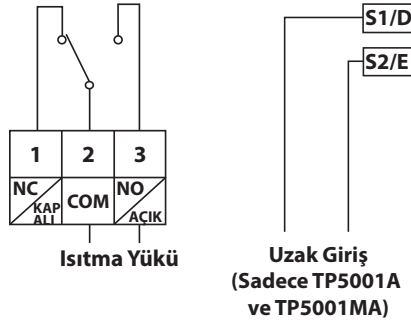 S1/D
S2/E
1 2 3
NC KAP ALI COM NO AÇIK
Isıtma Yükü
Uzak Giriş
(Sadece TP5001A
ve TP5001MA)